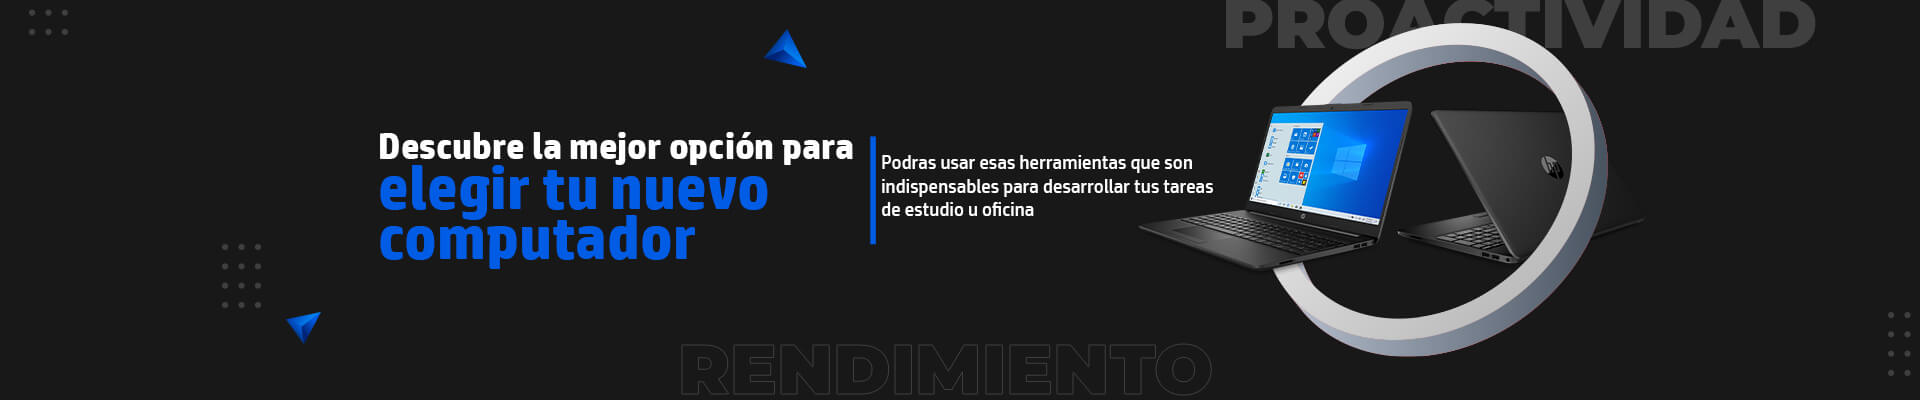 PROACTIVIDAD
Descubre la mejor opción para
elegir tu nuevo
computador
Podras usar esas herramientas que son
indispensables para desarrollar tus tareas
de estudio u oficina
hp
RENDIMIENTO